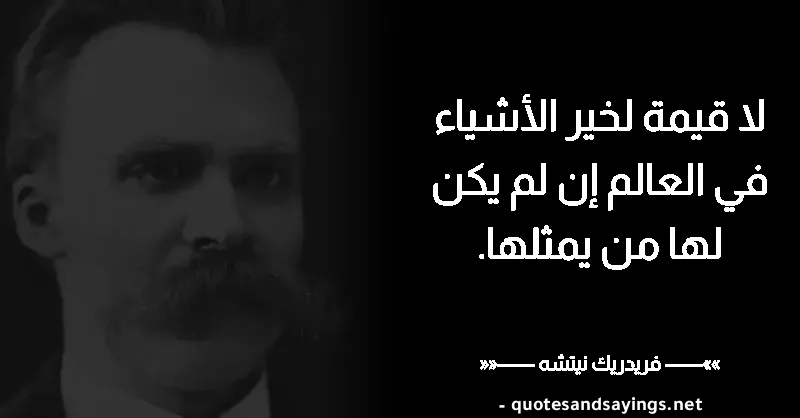 لا قيمة لخير الأشياء
في العالم إن لم يكن
لها من يمثلها.
»»—— فريدريك نيتشه ——««
- quotesandsayings.net